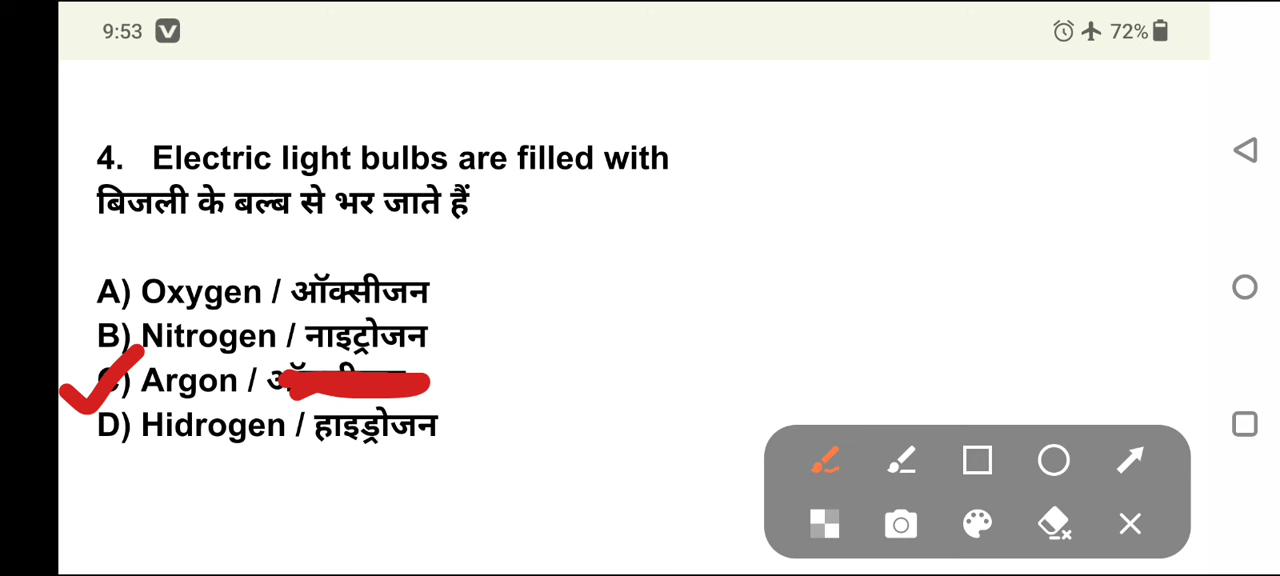 9:53
72%
4. Electric light bulbs are filled with
बिजली के बल्ब से भर जाते हैं
A) Oxygen / ऑक्सीजन
B) Nitrogen / नाइट्रोजन
C) Argon /
D) Hidrogen / हाइड्रोजन